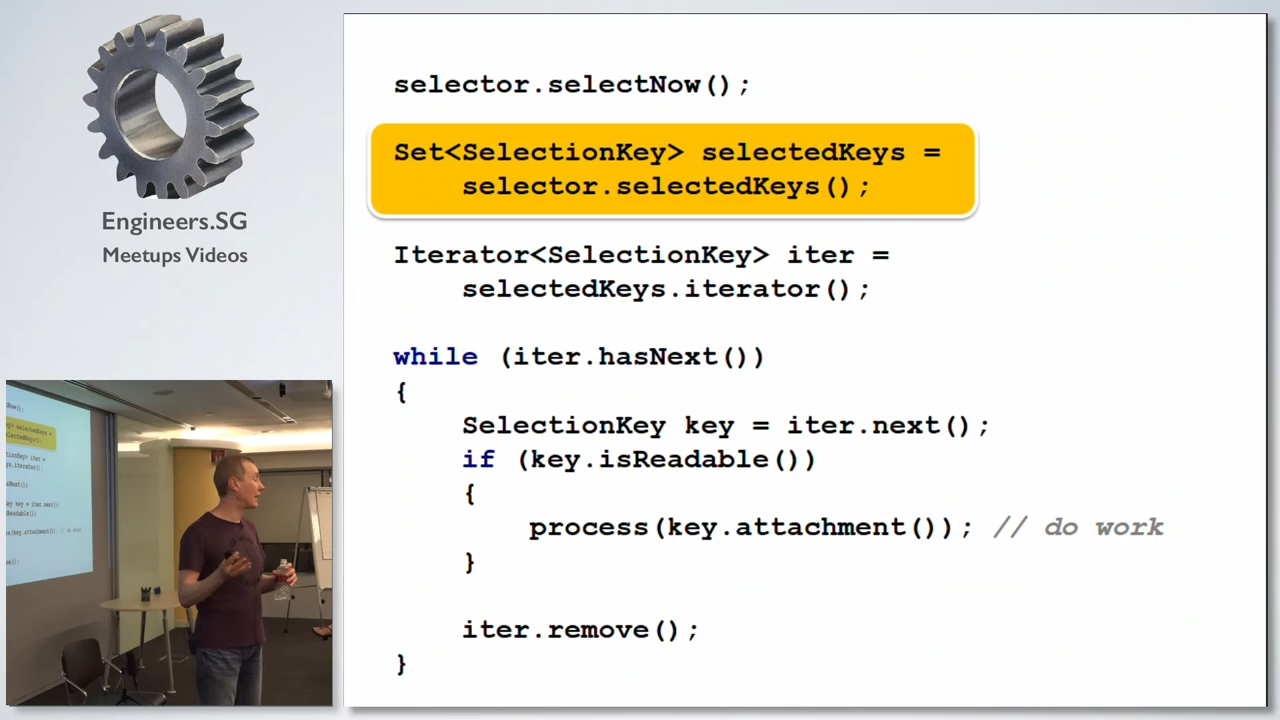 Engineers.SG
Meetups Videos
selector.selectNow();
Set<SelectionKey> selectedKeys =
selector.selectedKeys();
Iterator<SelectionKey> iter =
selectedKeys.iterator();
while (iter.hasNext())
{
SelectionKey key = iter.next();
if (key.isReadable())
{
process(key.attachment()); // do work
}
iter.remove();
}